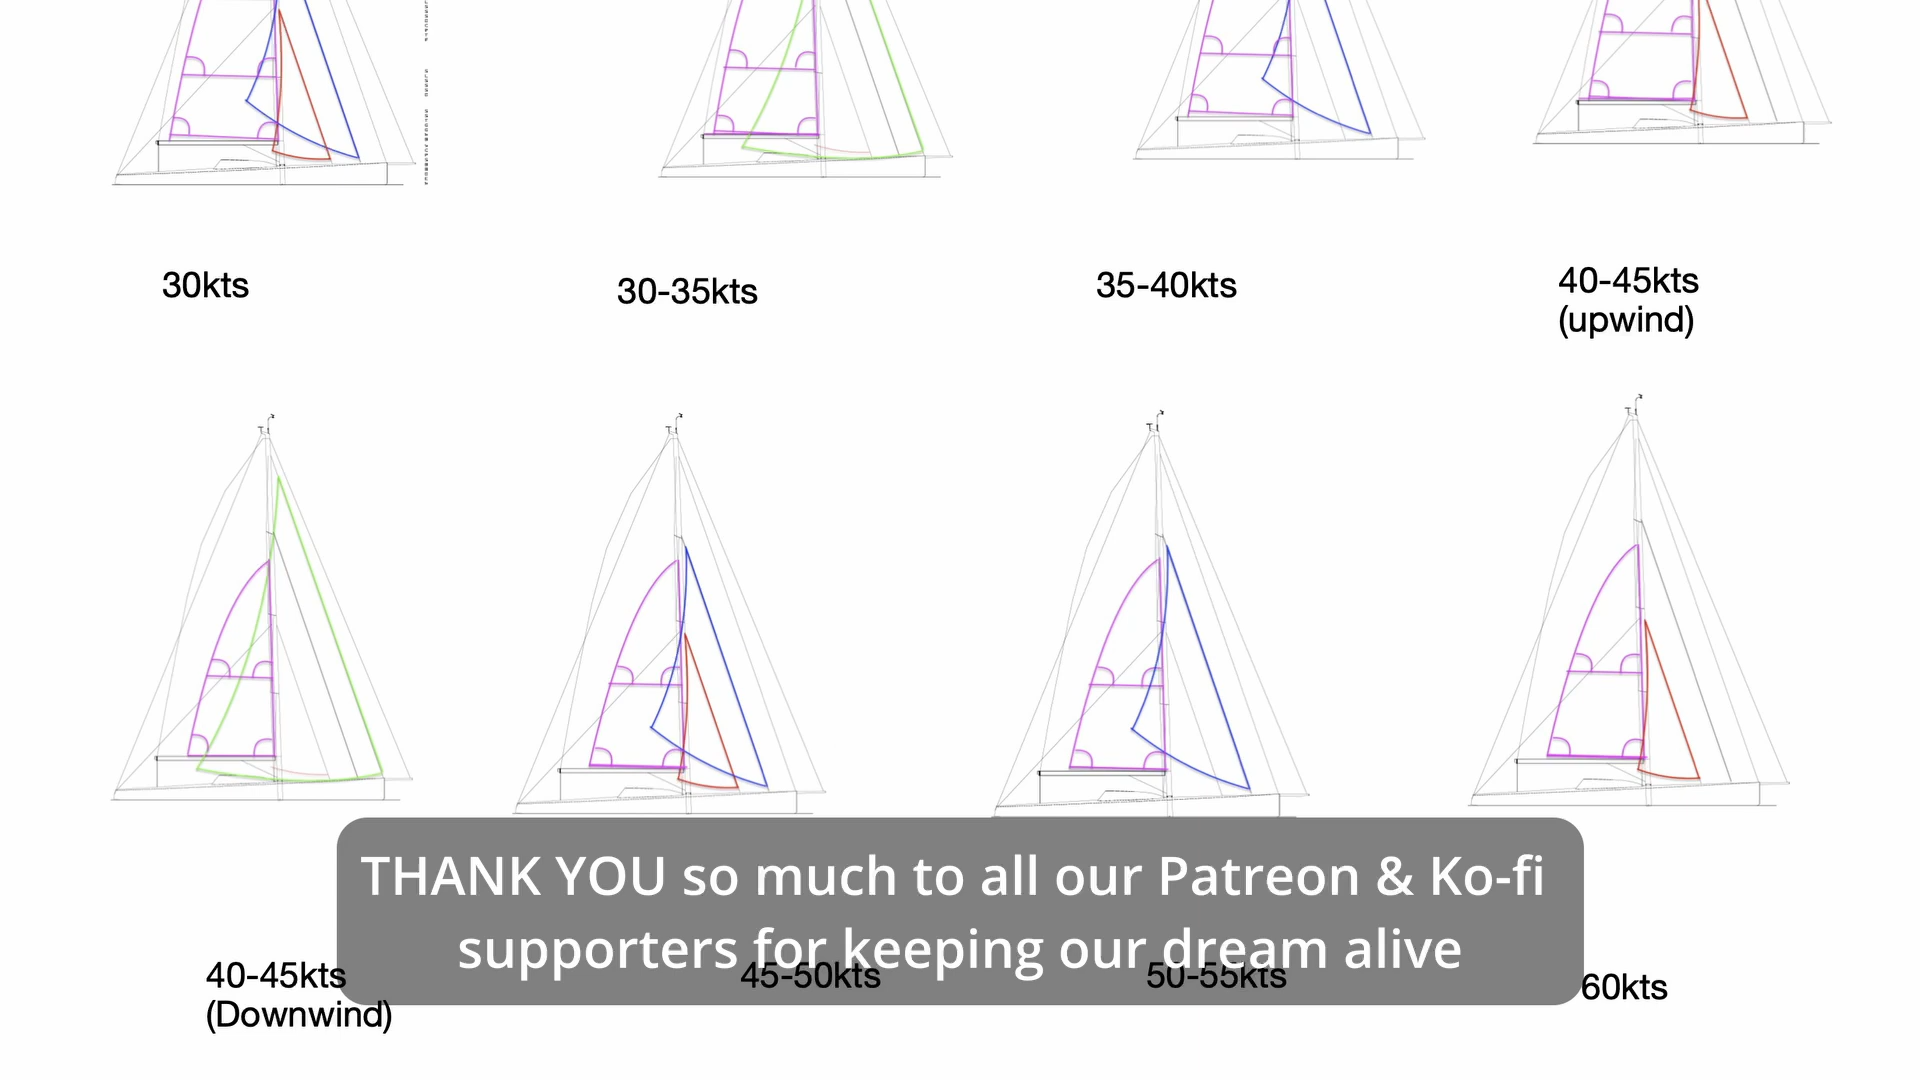 30kts
30-35kts
35-40kts
40-45kts
(upwind)
THANK YOU so much to all our Patreon & Ko-fi
supporters for keeping our dream alive
40-45kts
(Downwind)
45-50kts
50-55kts
60kts